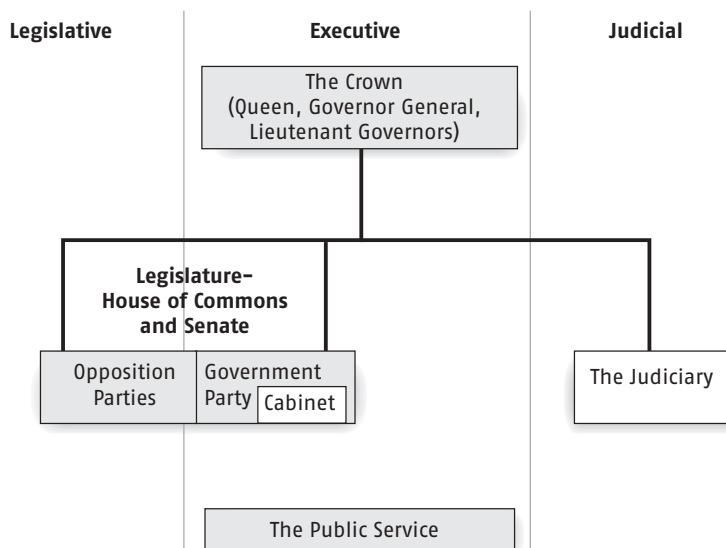 Legislative
Executive
Judicial
The Crown
(Queen, Governor General,
Lieutenant Governors)
Legislature–
House of Commons
and Senate
Opposition
Parties
Government
Party
Cabinet
The Judiciary
The Public Service